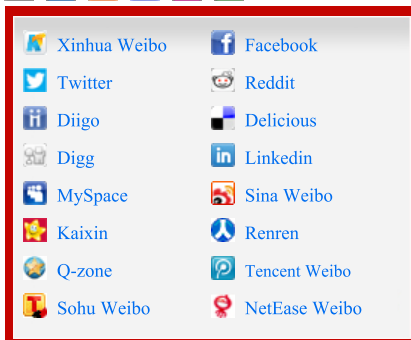 Xinhua Weibo Facebook
Twitter Reddit
Diigo Delicious
Digg Linkedin
MySpace Sina Weibo
Kaixin Renren
Q-zone Tencent Weibo
Sohu Weibo NetEase Weibo